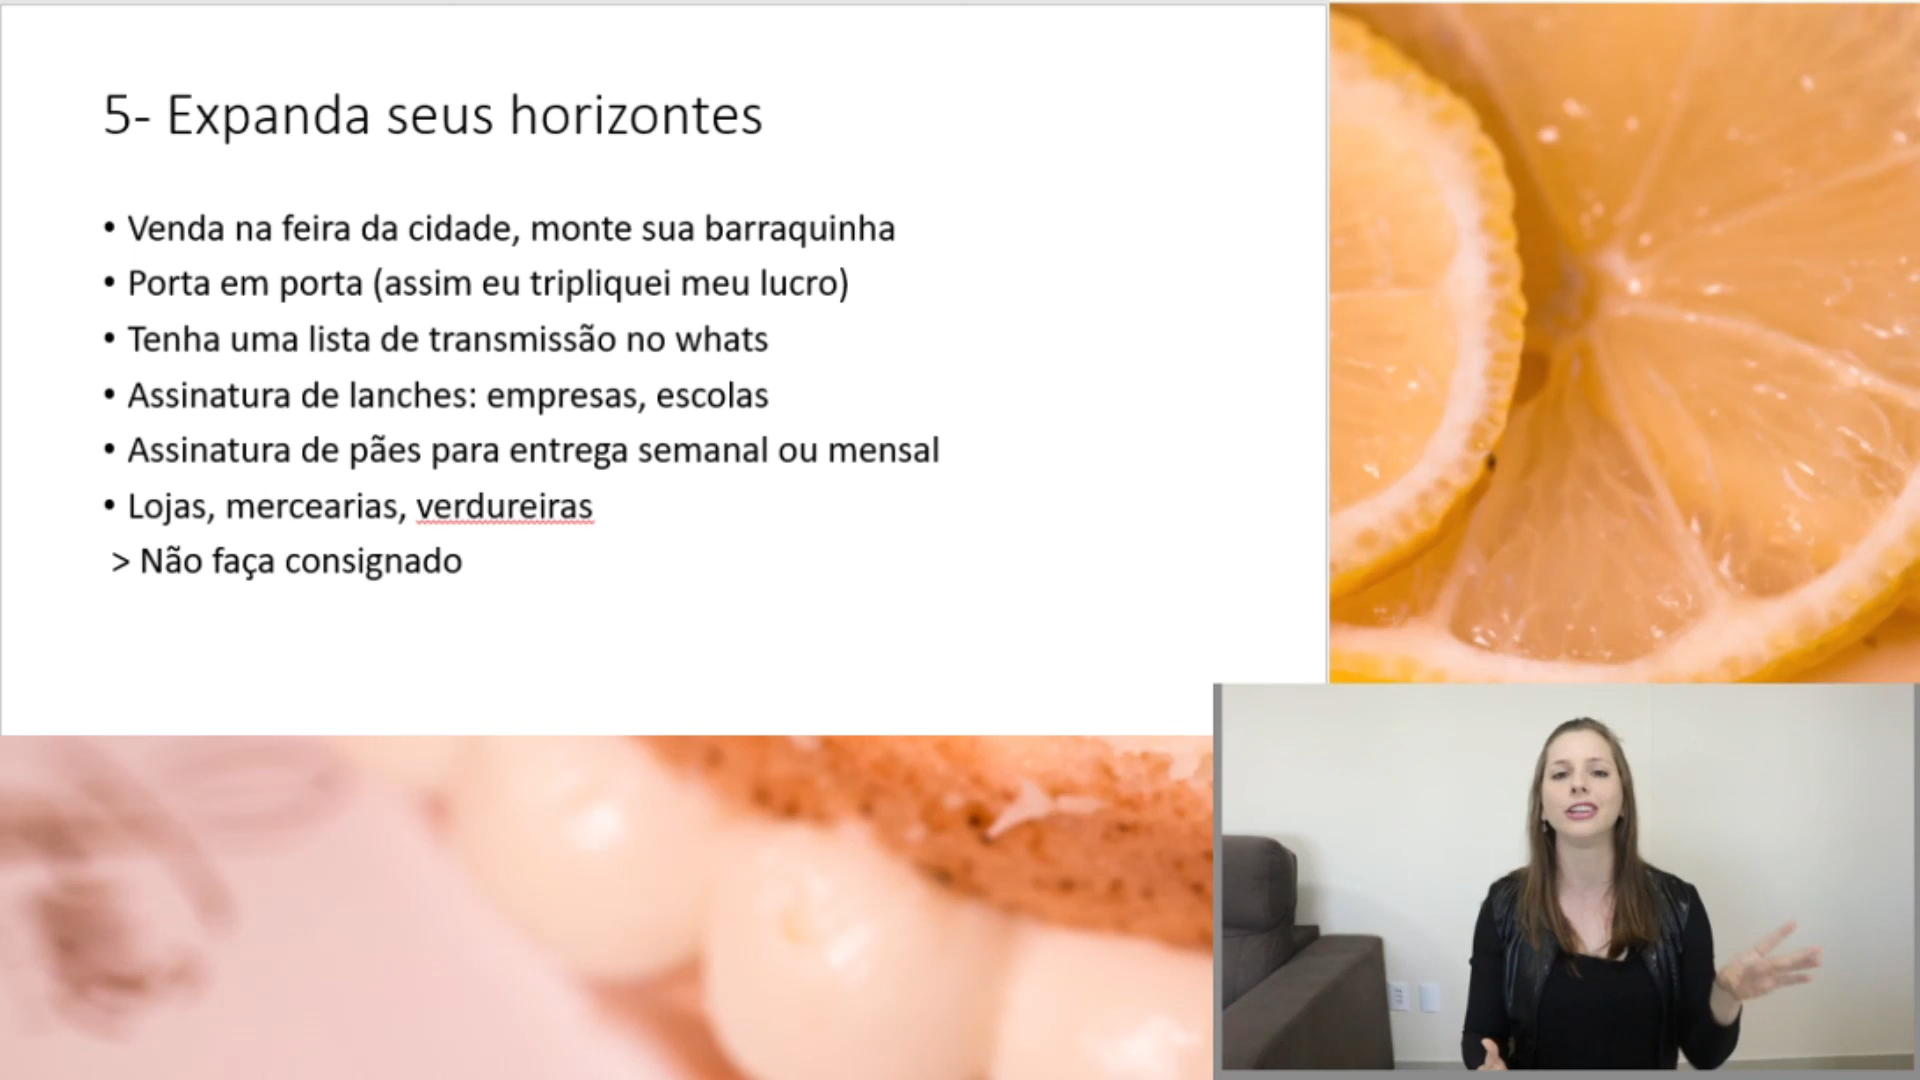 5- Expanda seus horizontes
• Venda na feira da cidade, monte sua barraquinha
• Porta em porta (assim eu tripliquei meu lucro)
• Tenha uma lista de transmissão no whats
• Assinatura de lanches: empresas, escolas
• Assinatura de pães para entrega semanal ou mensal
• Lojas, mercearias, verdureiras
> Não faça consignado